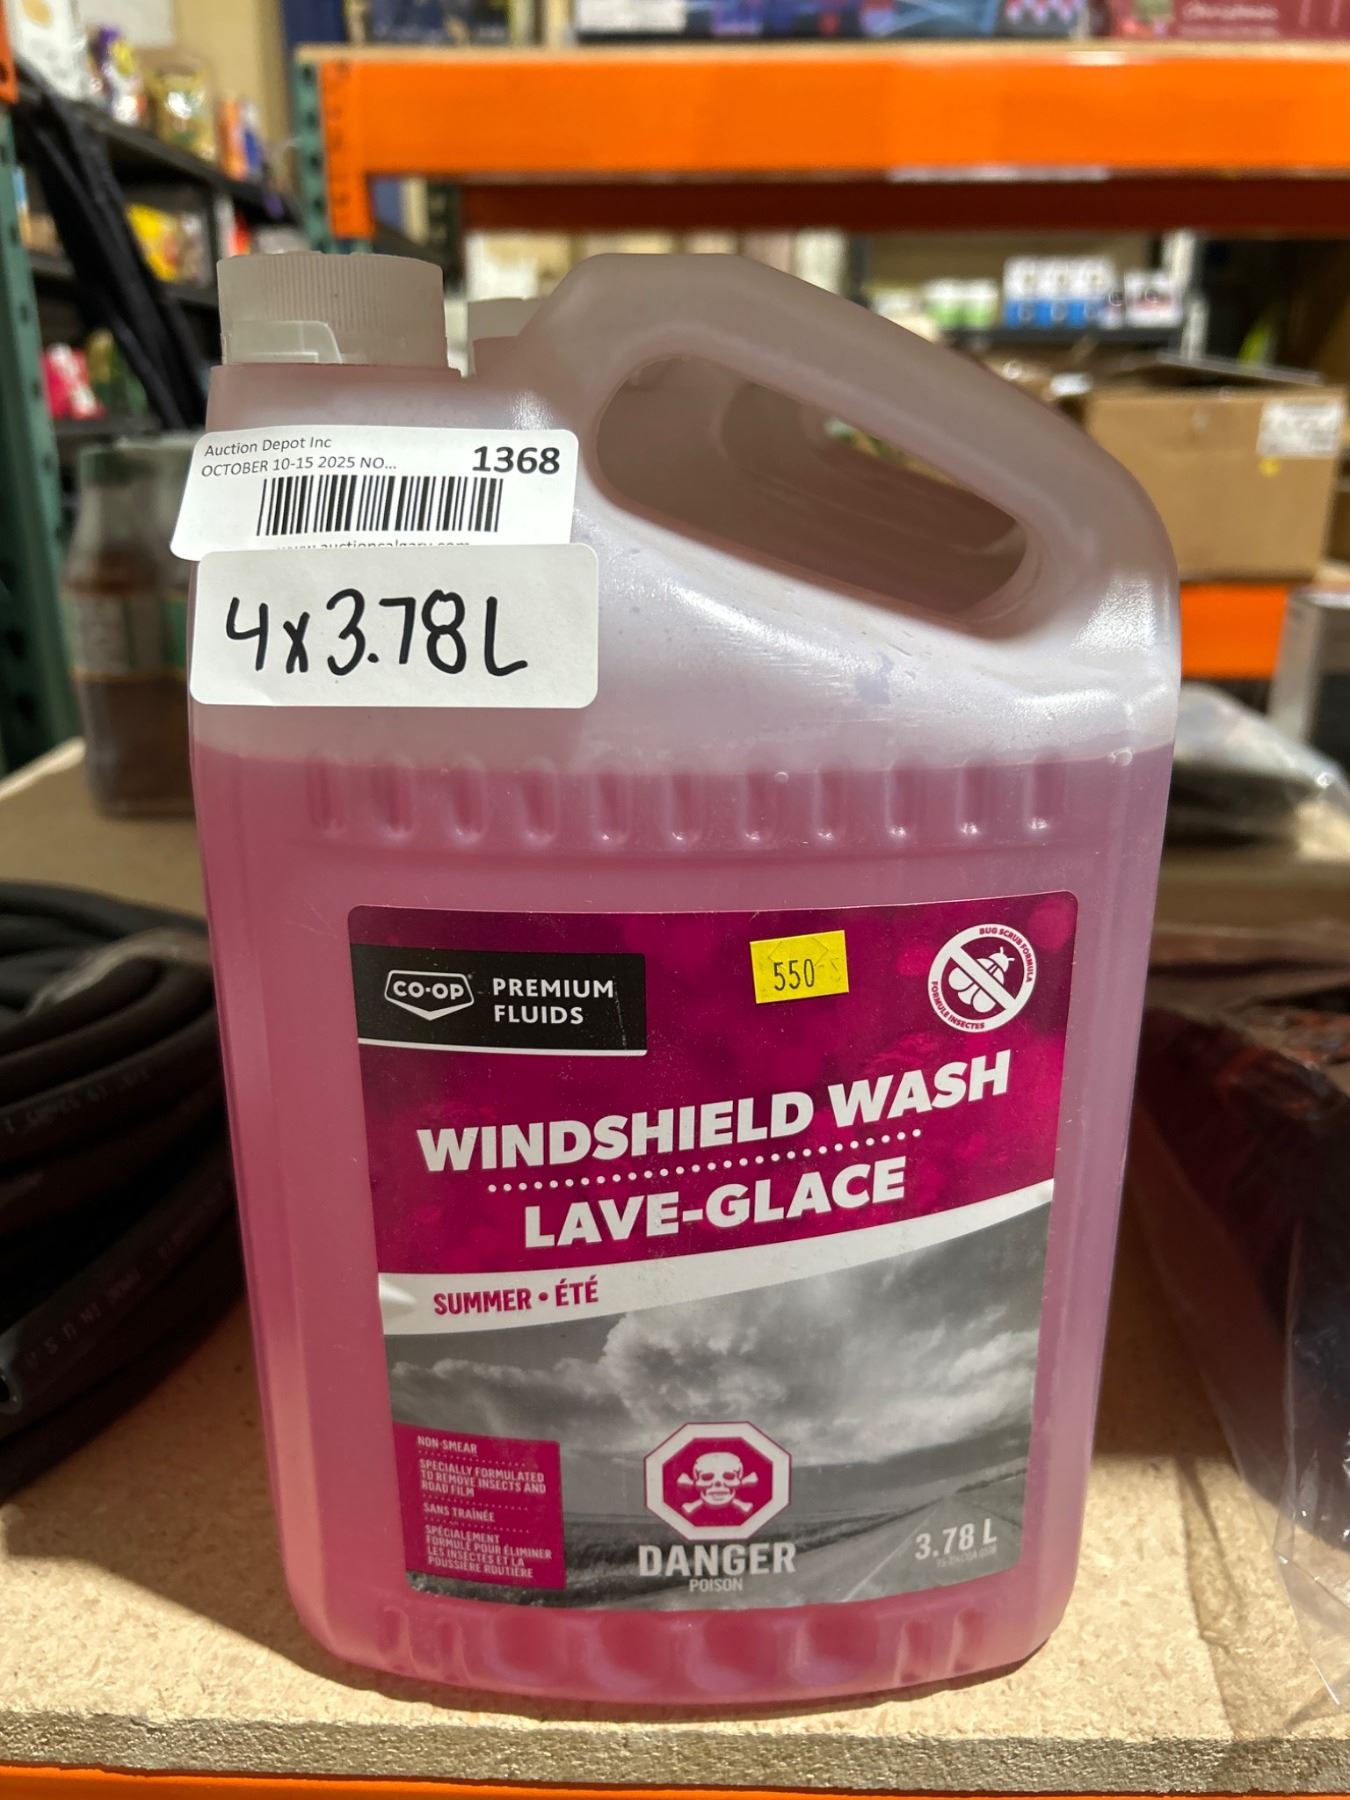 Auction Depot Inc
OCTOBER 10-15 2025 NO...
1368
4x3.78L
CO-OP
PREMIUM
FLUIDS
550
BUG SCRUB FORMULA
FORMULE INSECTES
WINDSHIELD WASH
LAVE-GLACE
SUMMER • ÉTÉ
NON-SMEAR
SPECIALLY FORMULATED
TO REMOVE INSECTS AND
ROAD FILM
SANS TRAÎNÉE
SPÉCIALEMENT
FORMULÉ POUR ÉLIMINER
LES INSECTES ET LA
POUSSIÈRE ROUTIÈRE
DANGER
POISON
3.78 L